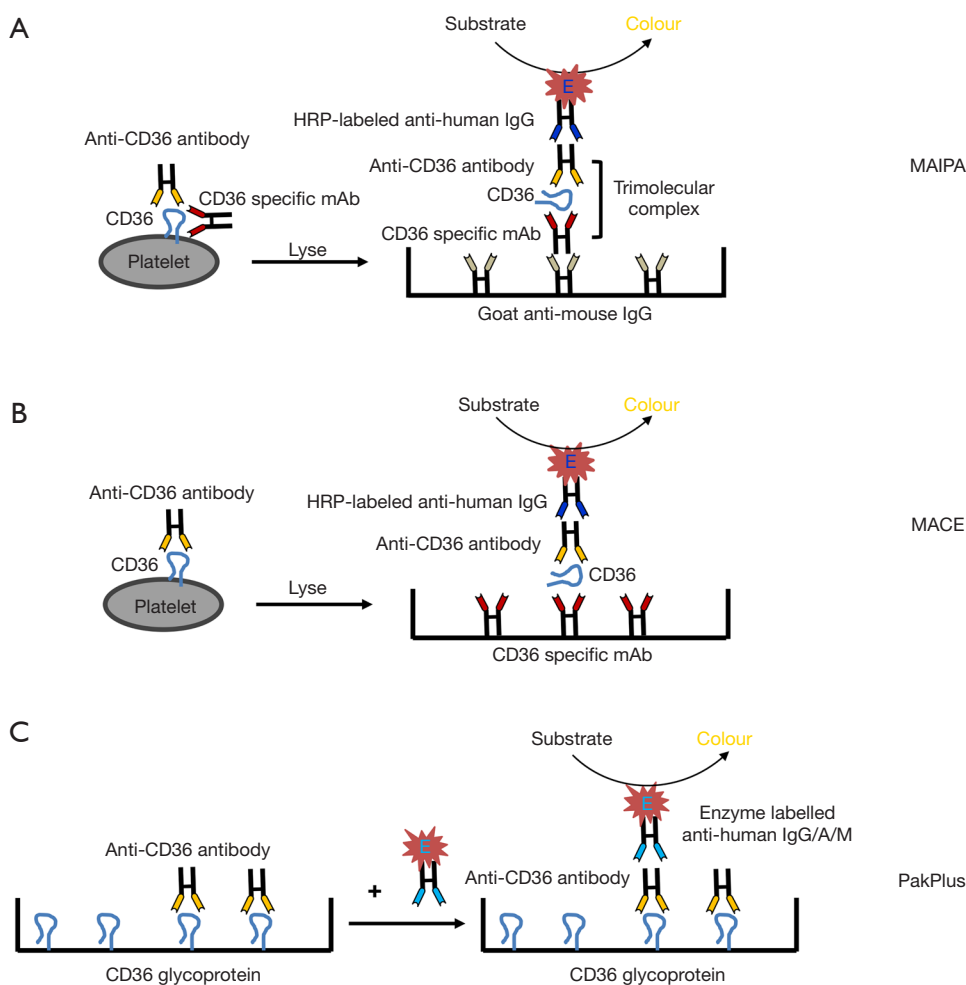 A
Substrate
Colour
E
HRP-labeled anti-human IgG
Anti-CD36 antibody
Anti-CD36 antibody
MAIPA
CD36 specific mAb
CD36
Trimolecular
complex
CD36
CD36 specific mAb
Platelet
Lyse
Goat anti-mouse IgG
B
Substrate
Colour
E
Anti-CD36 antibody
HRP-labeled anti-human IgG
MACE
Anti-CD36 antibody
CD36
CD36
Platelet
Lyse
CD36 specific mAb
C
Substrate
Colour
E
Enzyme labelled
anti-human IgG/A/M
E
Anti-CD36 antibody
+
Anti-CD36 antibody
PakPlus
CD36 glycoprotein
CD36 glycoprotein